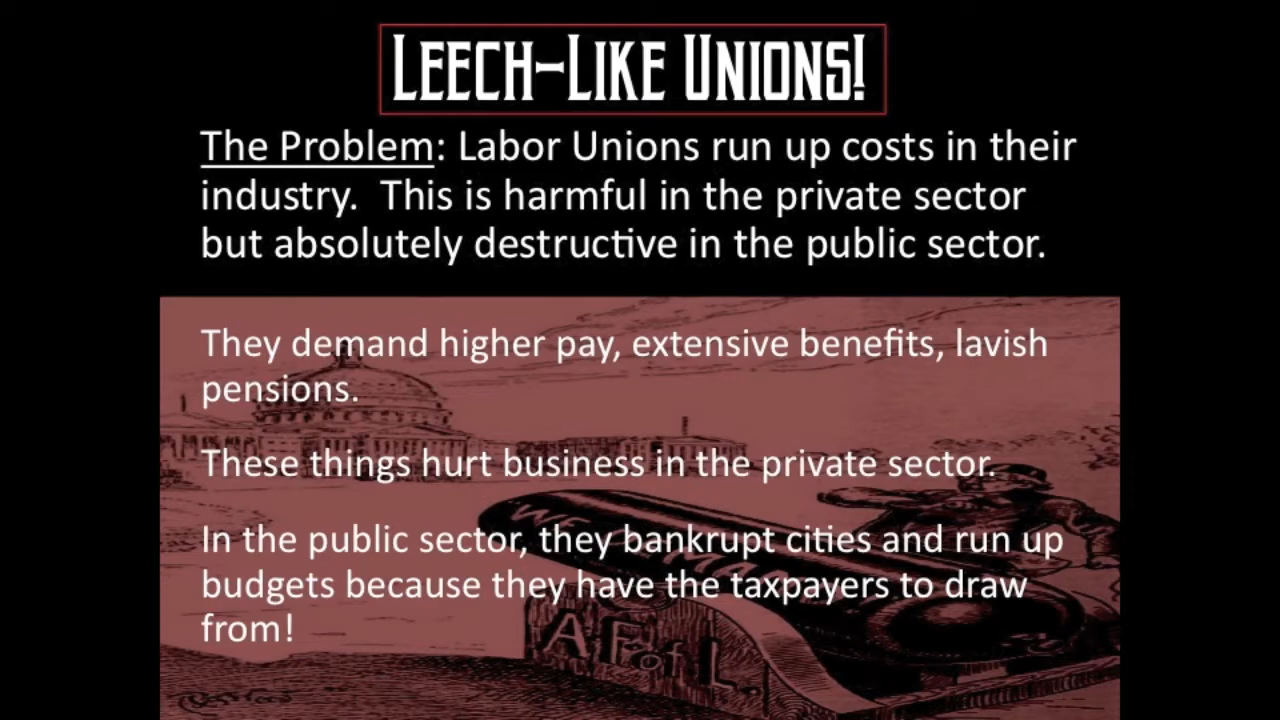 LEECH-LIKE UNIONS!
The Problem: Labor Unions run up costs in their
industry.  This is harmful in the private sector
but absolutely destructive in the public sector.
They demand higher pay, extensive benefits, lavish
pensions.
These things hurt business in the private sector.
In the public sector, they bankrupt cities and run up
budgets because they have the taxpayers to draw
from!
A.F. of L.